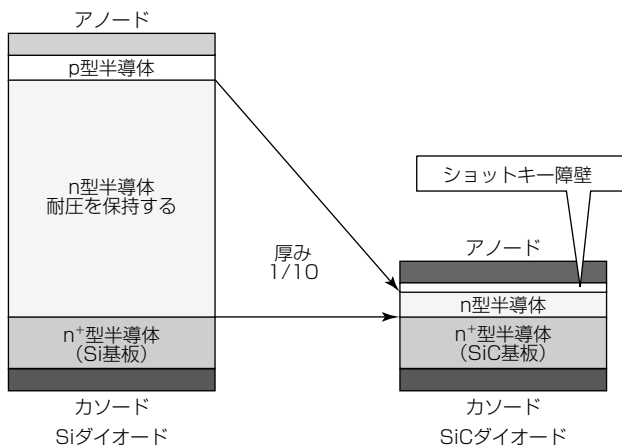 アノード
p型半導体
n型半導体
耐圧を保持する
n+型半導体
（Si基板）
カソード
Siダイオード
厚み
1/10
ショットキー障壁
アノード
n型半導体
n+型半導体
（SiC基板）
カソード
SiCダイオード